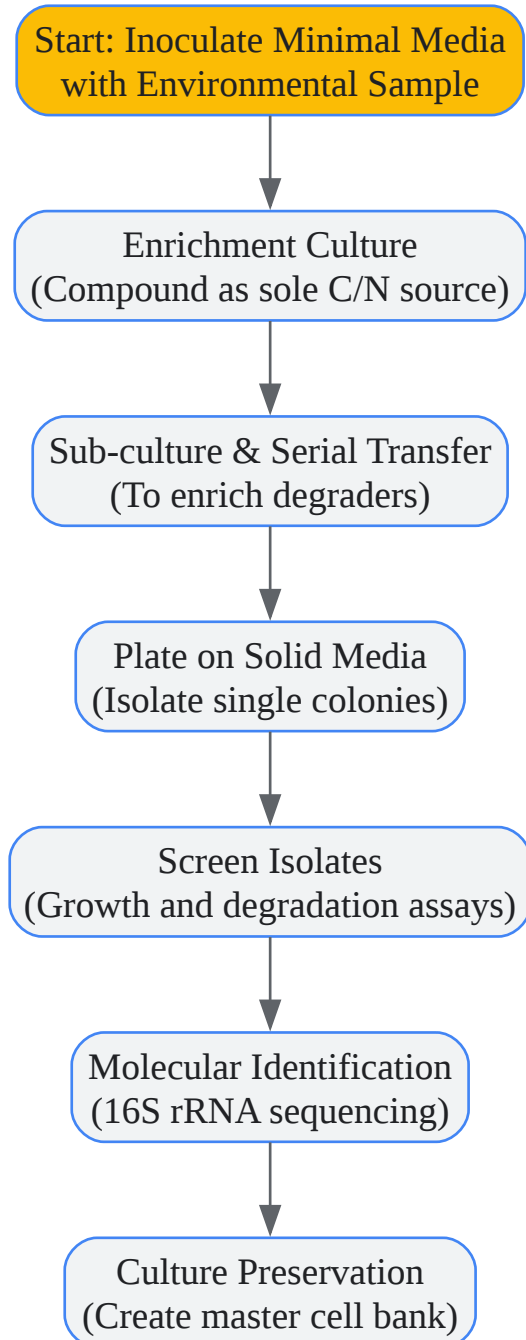 Start: Inoculate Minimal Media
with Environmental Sample
Enrichment Culture
(Compound as sole C/N source)
Sub-culture & Serial Transfer
(To enrich degraders)
Plate on Solid Media
(Isolate single colonies)
Screen Isolates
(Growth and degradation assays)
Molecular Identification
(16S rRNA sequencing)
Culture Preservation
(Create master cell bank)